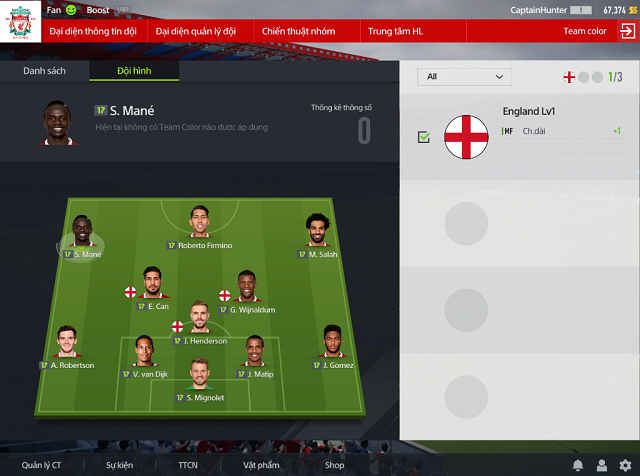 Fan Boost VIP
CaptainHunter 1 67,374
Đại diện thông tin đội Đại diện quản lý đội Chiến thuật nhóm Trung tâm HL Team color
Danh sách Đội hình
All
1/3
17 S. Mané
Hiện tại không có Team Color nào được áp dụng
Thống kê thông số
0
England Lv1
MF Ch.dài +1
17 S. Mané
17 Roberto Firmino
17 M. Salah
17 E. Can
17 G. Wijnaldum
17 J. Henderson
17 A. Robertson
17 V. van Dijk
17 J. Matip
17 J. Gomez
17 S. Mignolet
Quản lý CT Sự kiện TTCN Vật phẩm Shop